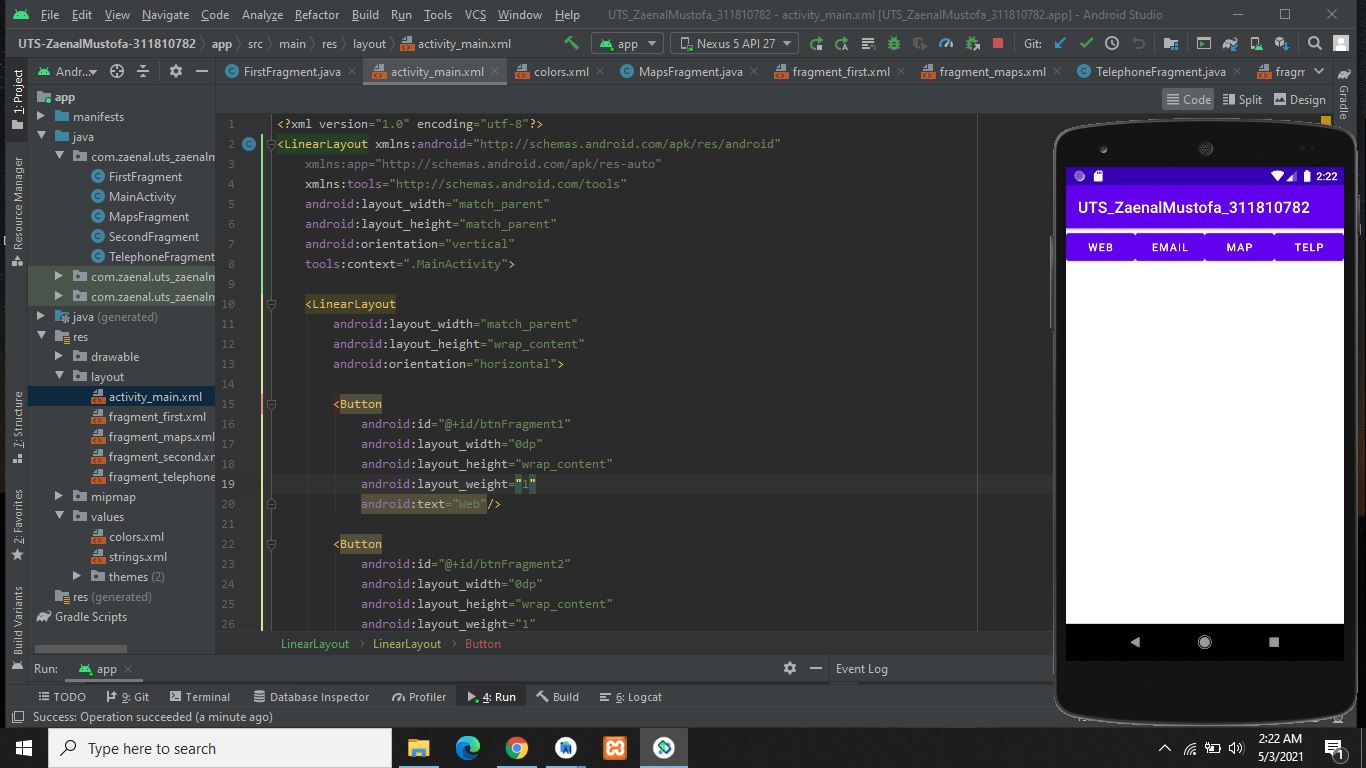 File Edit View Navigate Code Analyze Refactor Build Run Tools VCS Window Help UTS_ZaenalMustofa_311810782 - activity_main.xml [UTS_ZaenalMustofa_311810782.app] - Android Studio
UTS-ZaenalMustofa-311810782 app src main res layout activity_main.xml app Nexus 5 API 27 Git:
Andr... FirstFragment.java activity_main.xml colors.xml MapsFragment.java fragment_first.xml fragment_maps.xml TelephoneFragment.java fragr
Code Split Design
1: Project
Resource Manager
7: Structure
2: Favorites
Build Variants
Gradle
app
manifests
java
com.zaenal.uts_zaenalm
FirstFragment
MainActivity
MapsFragment
SecondFragment
TelephoneFragment
com.zaenal.uts_zaenalm
com.zaenal.uts_zaenalm
java (generated)
res
drawable
layout
activity_main.xml
fragment_first.xml
fragment_maps.xml
fragment_second.xr
fragment_telephone
mipmap
values
colors.xml
strings.xml
themes (2)
res (generated)
Gradle Scripts
1 <?xml version="1.0" encoding="utf-8"?>
2 <LinearLayout xmlns:android="http://schemas.android.com/apk/res/android"
3 xmlns:app="http://schemas.android.com/apk/res-auto"
4 xmlns:tools="http://schemas.android.com/tools"
5 android:layout_width="match_parent"
6 android:layout_height="match_parent"
7 android:orientation="vertical"
8 tools:context=".MainActivity">
9
10 <LinearLayout
11 android:layout_width="match_parent"
12 android:layout_height="wrap_content"
13 android:orientation="horizontal">
14
15 <Button
16 android:id="@+id/btnFragment1"
17 android:layout_width="0dp"
18 android:layout_height="wrap_content"
19 android:layout_weight="1"
20 android:text="Web"/>
21
22 <Button
23 android:id="@+id/btnFragment2"
24 android:layout_width="0dp"
25 android:layout_height="wrap_content"
26 android:layout_weight="1"
LinearLayout LinearLayout Button
2:22
UTS_ZaenalMustofa_311810782
WEB EMAIL MAP TELP
Run: app Event Log
TODO 9: Git Terminal Database Inspector Profiler 4: Run Build 6: Logcat
Success: Operation succeeded (a minute ago)
Type here to search
2:22 AM
5/3/2021
1